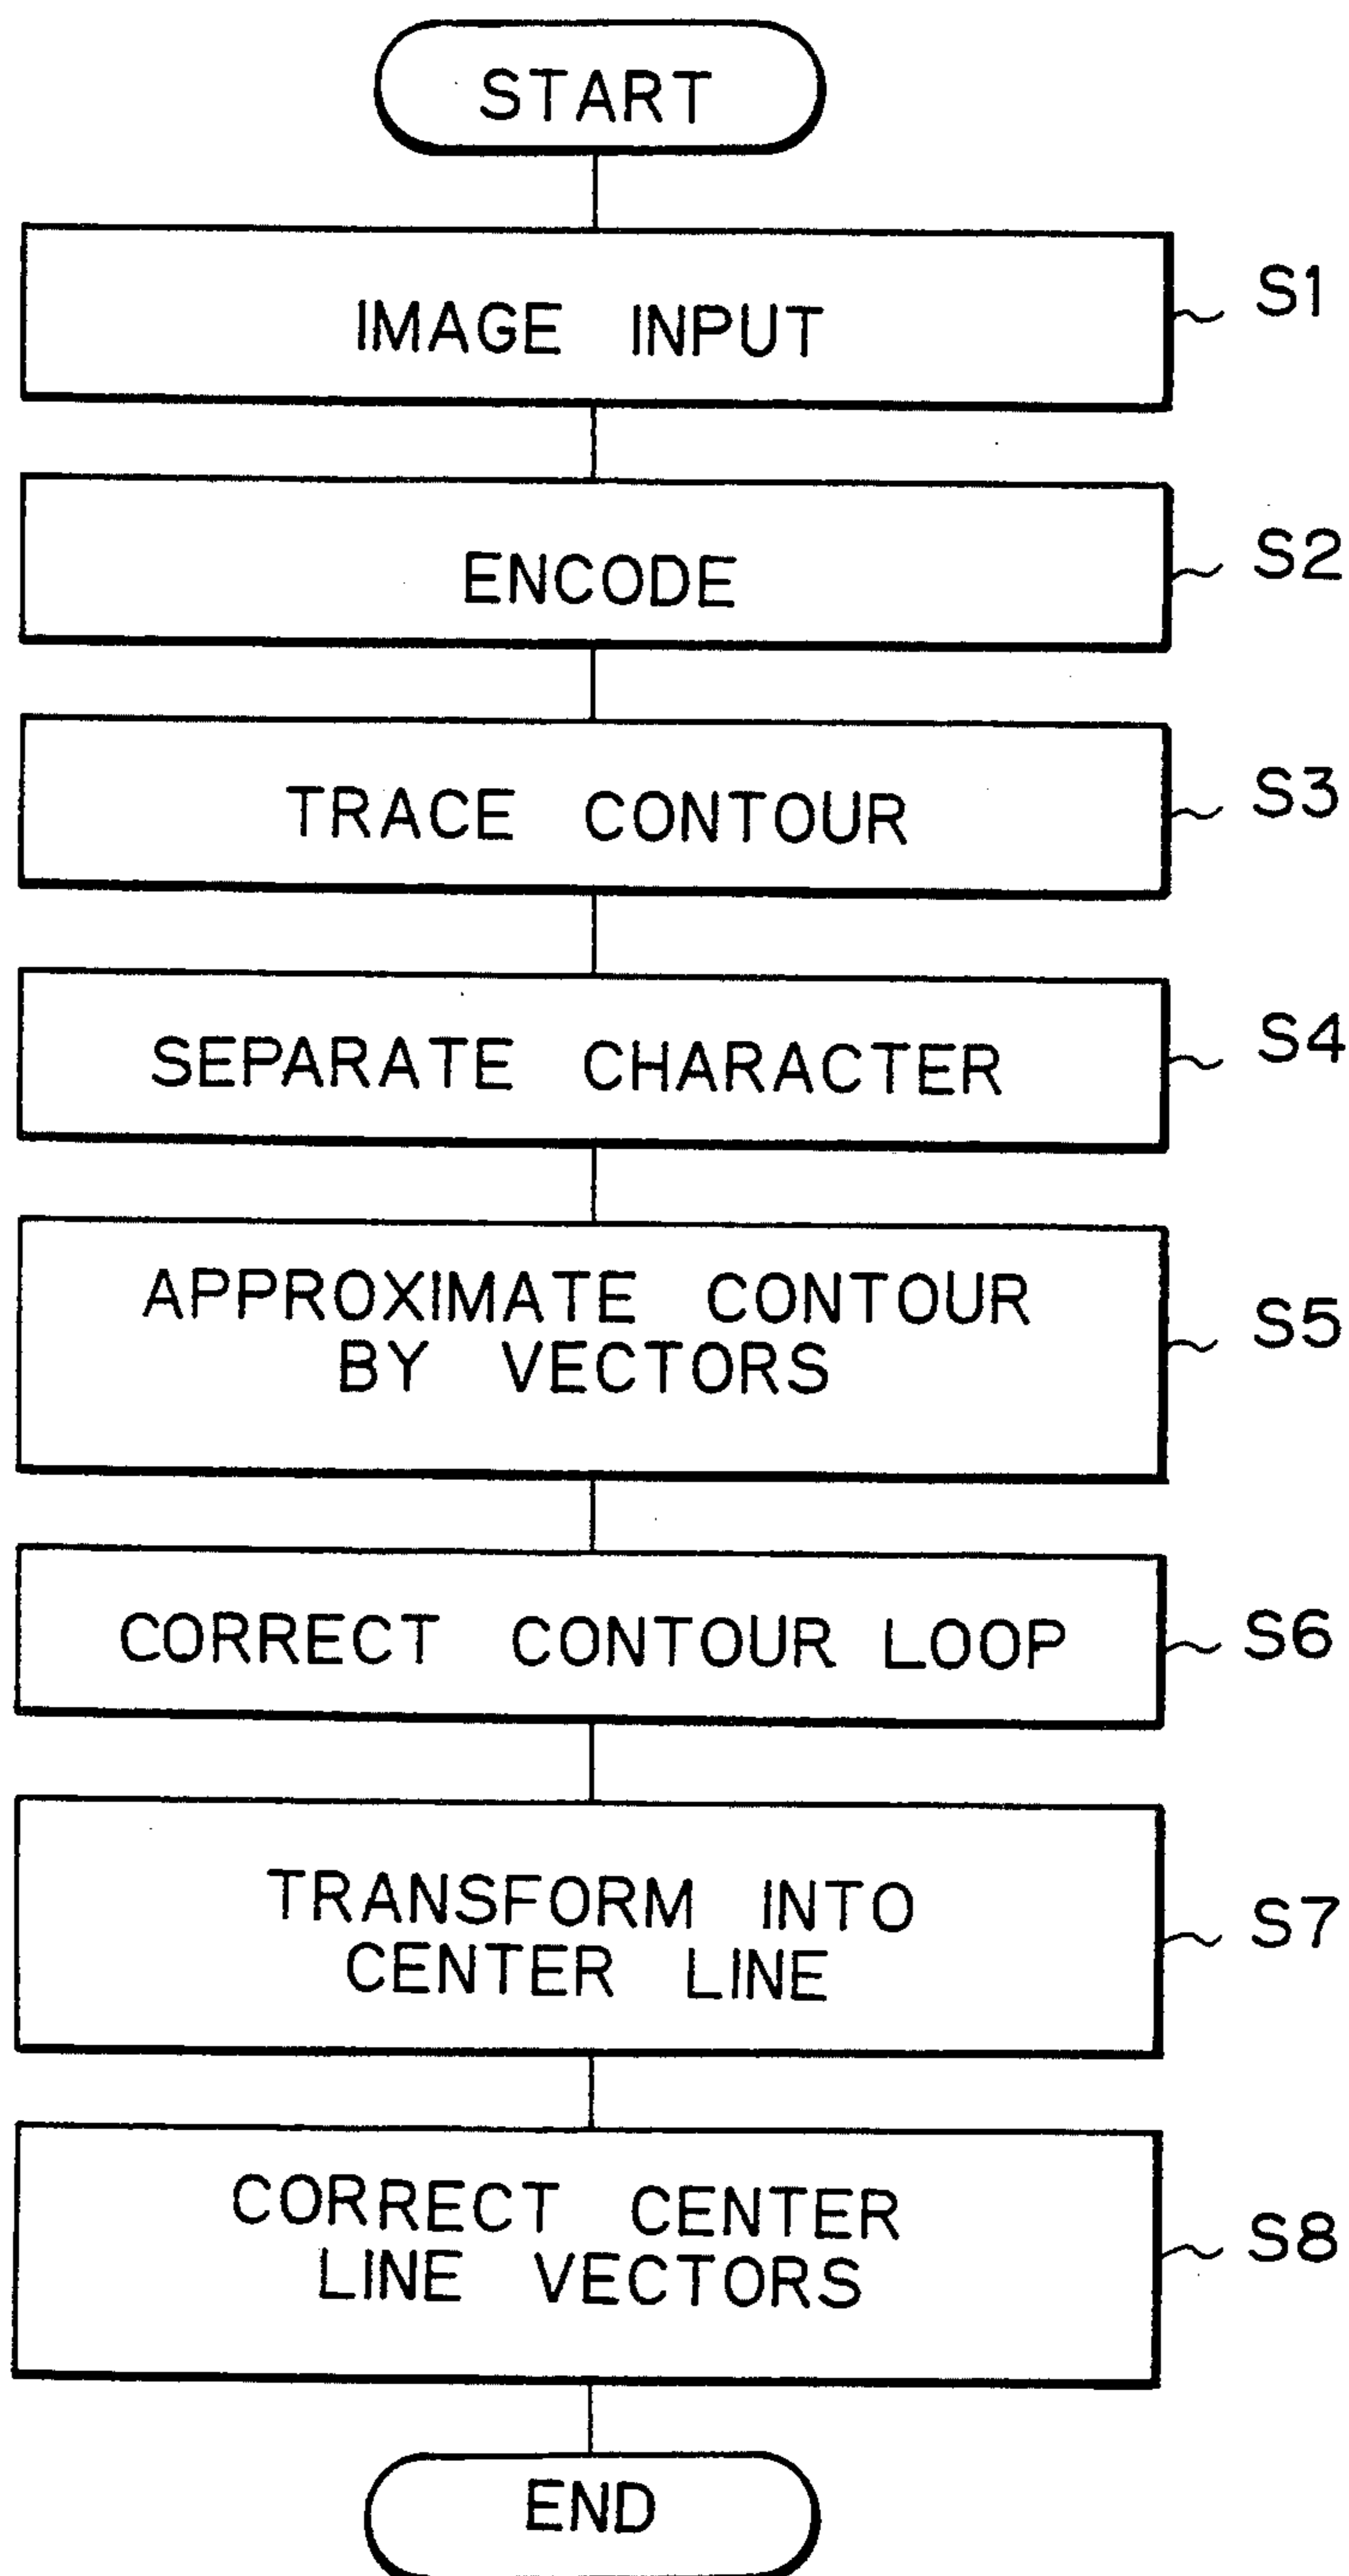 START
IMAGE INPUT
S1
ENCODE
S2
TRACE CONTOUR
S3
SEPARATE CHARACTER
S4
APPROXIMATE CONTOUR
BY VECTORS
S5
CORRECT CONTOUR LOOP
S6
TRANSFORM INTO
CENTER LINE
S7
CORRECT CENTER
LINE VECTORS
S8
END